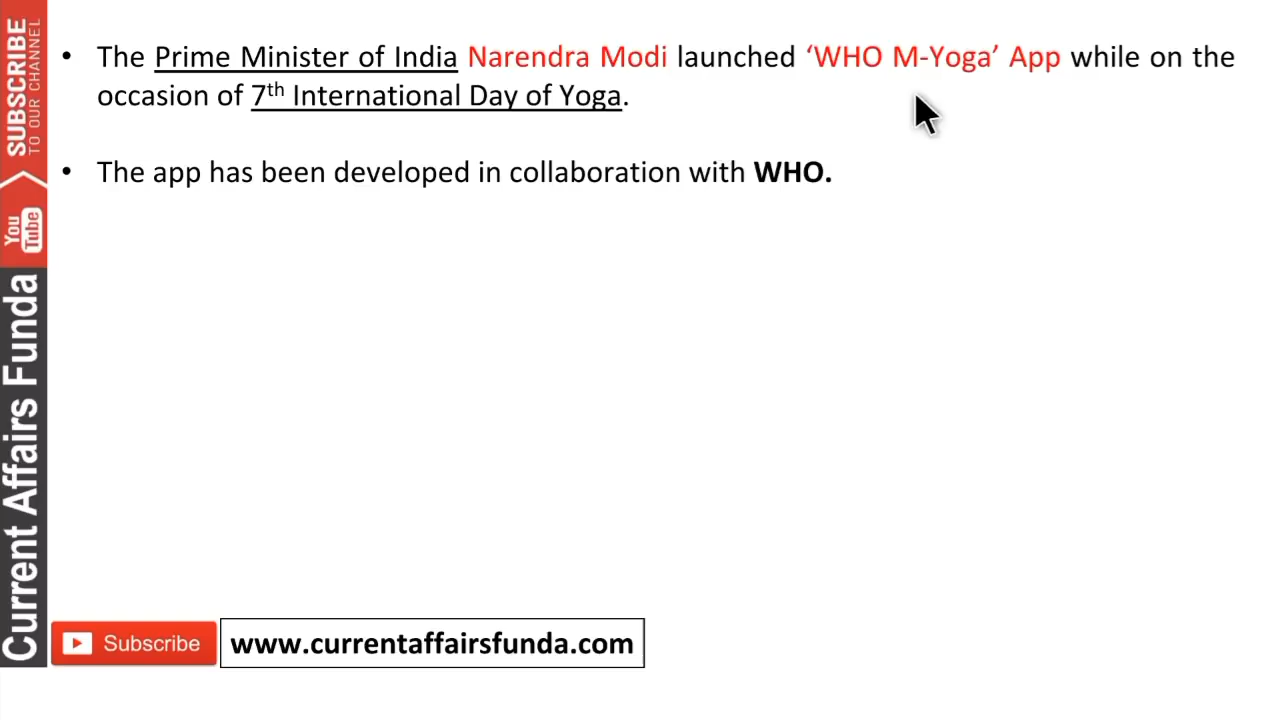 • The Prime Minister of India Narendra Modi launched ‘WHO M-Yoga’ App while on the
occasion of 7th International Day of Yoga.
• The app has been developed in collaboration with WHO.
SUBSCRIBE
TO OUR CHANNEL
You
Tube
Current Affairs Funda
Subscribe
www.currentaffairsfunda.com